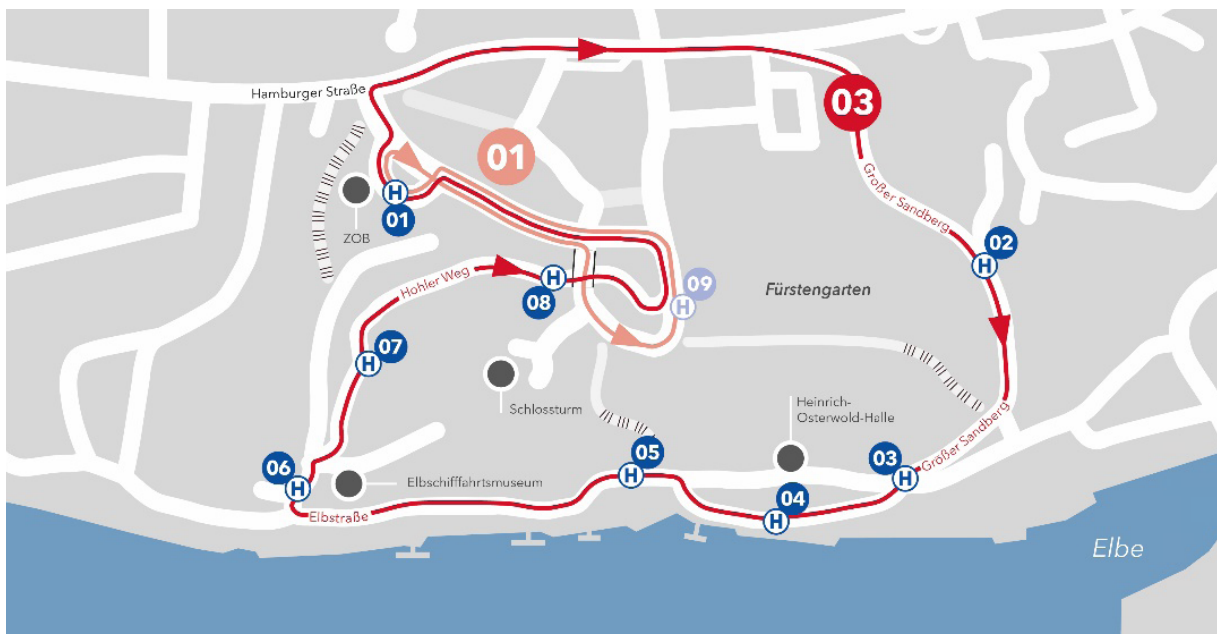 Hamburger Straße
03
01
Großer Sandberg
H
01
ZOB
02
H
Hohler Weg
H
08
09
H
Fürstengarten
07
H
Schlossturm
Heinrich-
Osterwold-Halle
Großer Sandberg
06
H
05
H
03
H
Elbschifffahrtsmuseum
04
H
Elbstraße
Elbe